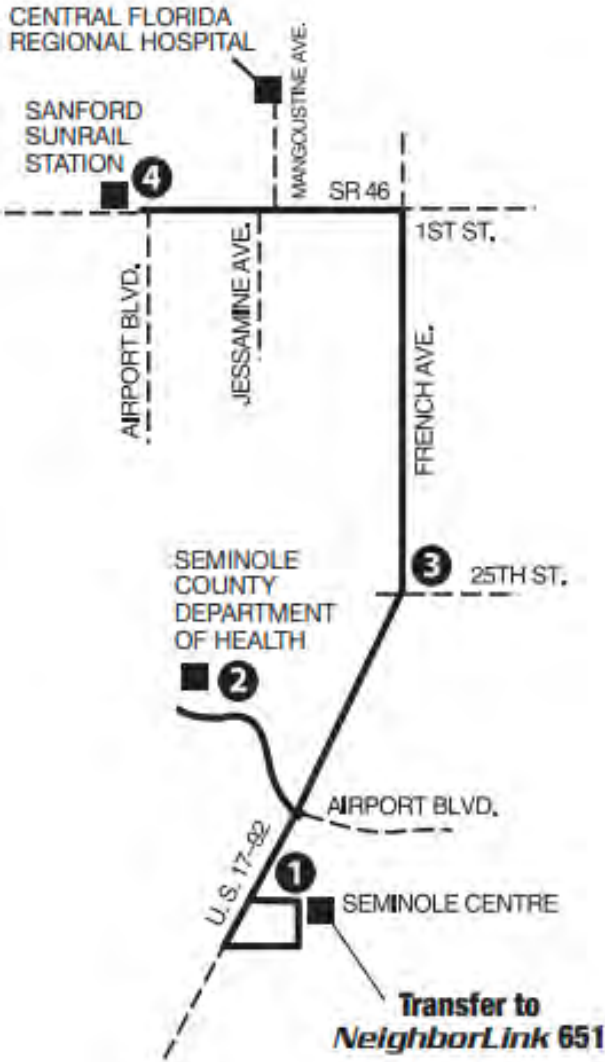 CENTRAL FLORIDA
REGIONAL HOSPITAL
MANGOUSTINE AVE.
SANFORD
SUNRAIL
STATION
4
SR 46
1ST ST.
AIRPORT BLVD.
JESSAMINE AVE.
FRENCH AVE.
3
25TH ST.
SEMINOLE
COUNTY
DEPARTMENT
OF HEALTH
2
AIRPORT BLVD.
U.S. 17-92
1
SEMINOLE CENTRE
Transfer to
NeighborLink 651